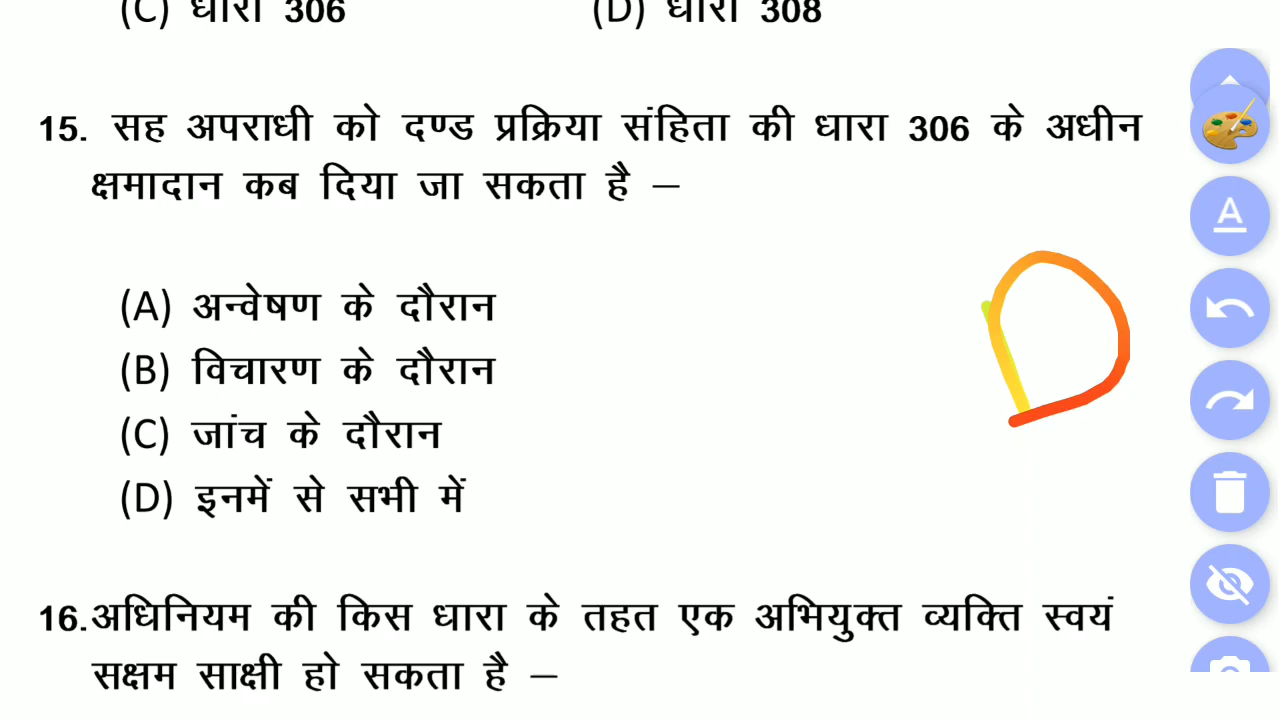 (C) धारा 306 (D) धारा 308
15. सह अपराधी को दण्ड प्रक्रिया संहिता की धारा 306 के अधीन
क्षमादान कब दिया जा सकता है –
(A) अन्वेषण के दौरान
(B) विचारण के दौरान
(C) जांच के दौरान
(D) इनमें से सभी में
16. अधिनियम की किस धारा के तहत एक अभियुक्त व्यक्ति स्वयं
सक्षम साक्षी हो सकता है –
D
A